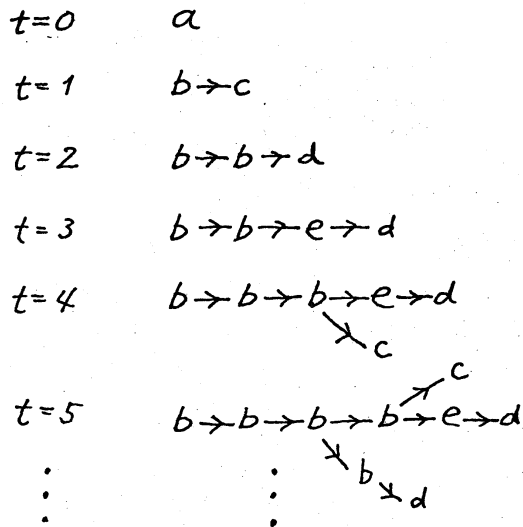 t=0 a
t=1 b→c
t=2 b→b→d
t=3 b→b→e→d
t=4 b→b→b→e→d
↘c
c
t=5 b→b→b→b→e→d
↘b↘d
⋮ ⋮